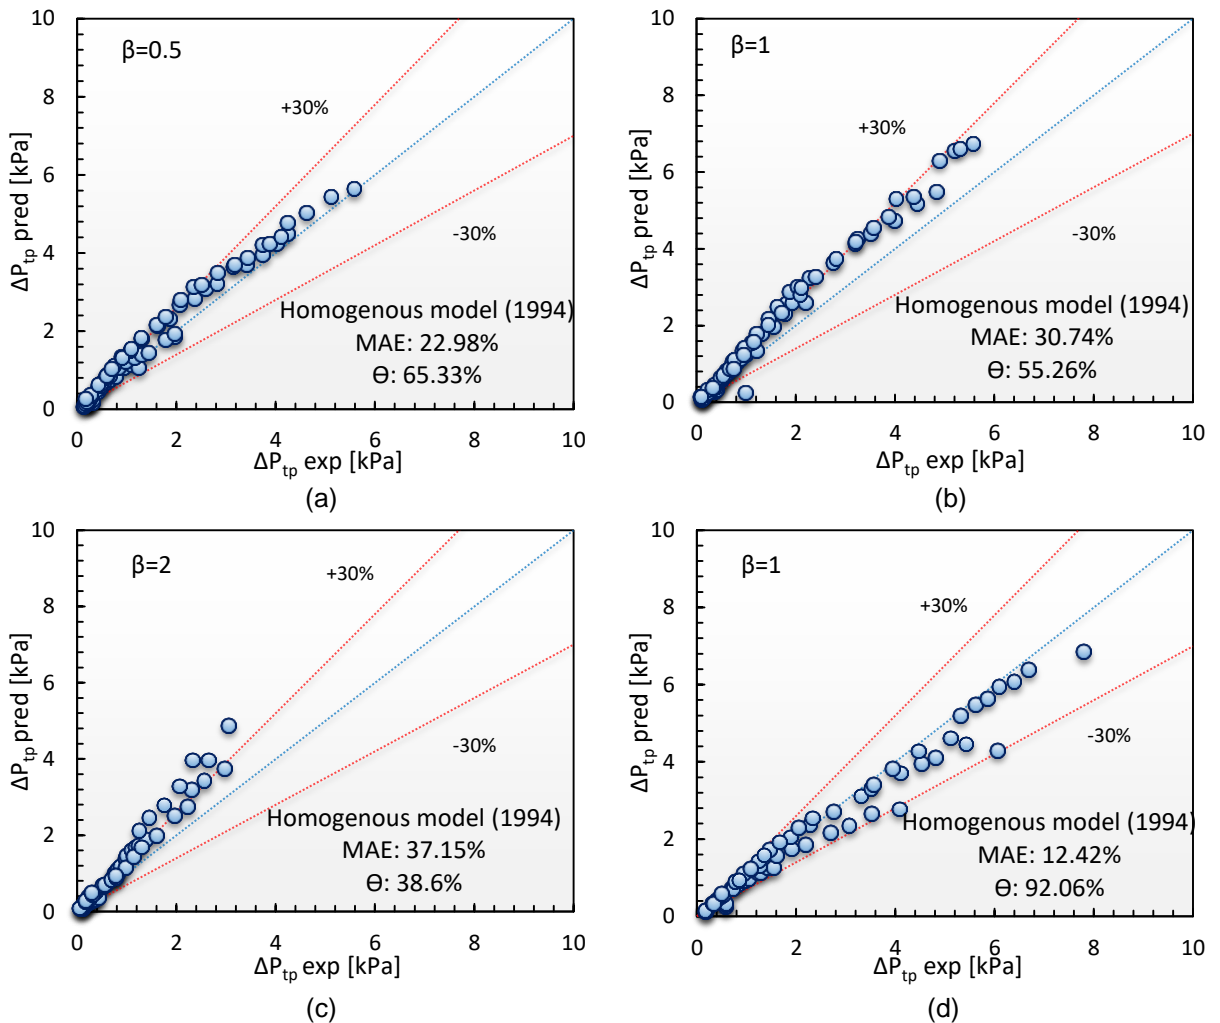 10
8
6
4
2
0
0
2
4
6
8
10
ΔP_tp pred [kPa]
ΔP_tp exp [kPa]
β=0.5
+30%
-30%
Homogenous model (1994)
MAE: 22.98%
ϴ: 65.33%
(a)
10
8
6
4
2
0
0
2
4
6
8
10
ΔP_tp pred [kPa]
ΔP_tp exp [kPa]
β=1
+30%
-30%
Homogenous model (1994)
MAE: 30.74%
ϴ: 55.26%
(b)
10
8
6
4
2
0
0
2
4
6
8
10
ΔP_tp pred [kPa]
ΔP_tp exp [kPa]
β=2
+30%
-30%
Homogenous model (1994)
MAE: 37.15%
ϴ: 38.6%
(c)
10
8
6
4
2
0
0
2
4
6
8
10
ΔP_tp pred [kPa]
ΔP_tp exp [kPa]
β=1
+30%
-30%
Homogenous model (1994)
MAE: 12.42%
ϴ: 92.06%
(d)